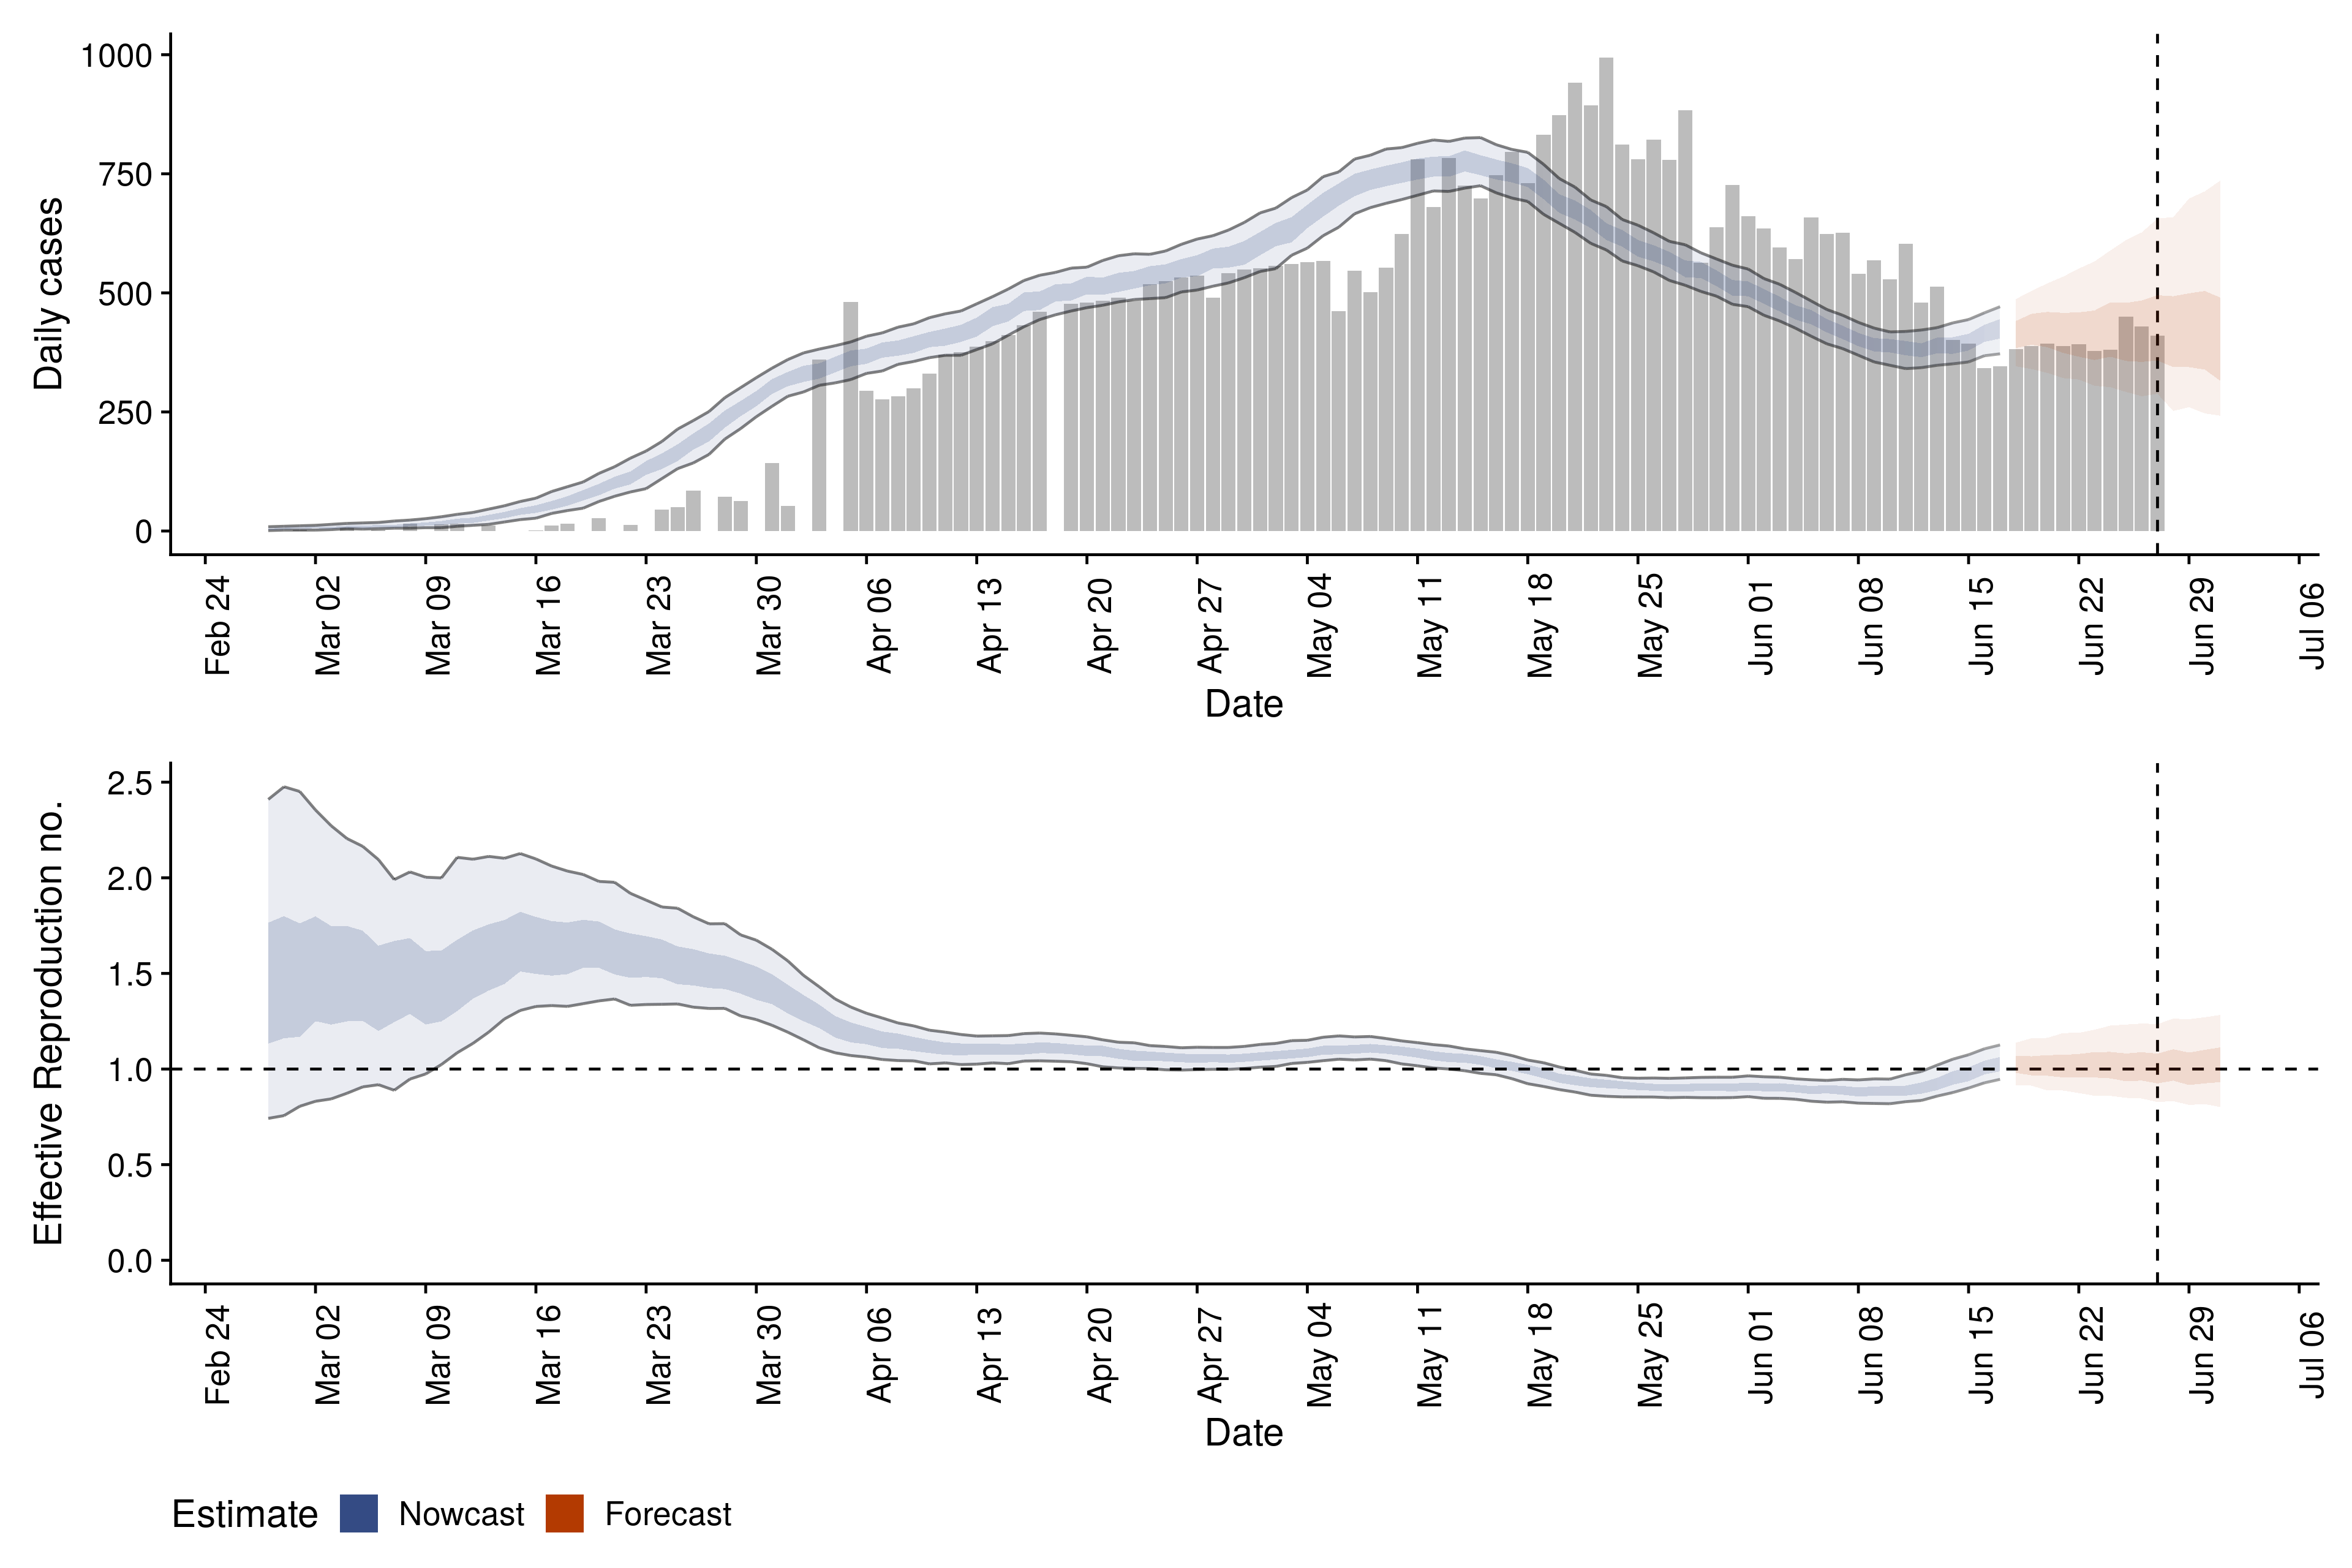 Daily cases
1000
750
500
250
0
Feb 24
Mar 02
Mar 09
Mar 16
Mar 23
Mar 30
Apr 06
Apr 13
Apr 20
Apr 27
May 04
May 11
May 18
May 25
Jun 01
Jun 08
Jun 15
Jun 22
Jun 29
Jul 06
Date
Effective Reproduction no.
2.5
2.0
1.5
1.0
0.5
0.0
Feb 24
Mar 02
Mar 09
Mar 16
Mar 23
Mar 30
Apr 06
Apr 13
Apr 20
Apr 27
May 04
May 11
May 18
May 25
Jun 01
Jun 08
Jun 15
Jun 22
Jun 29
Jul 06
Date
Estimate Nowcast Forecast